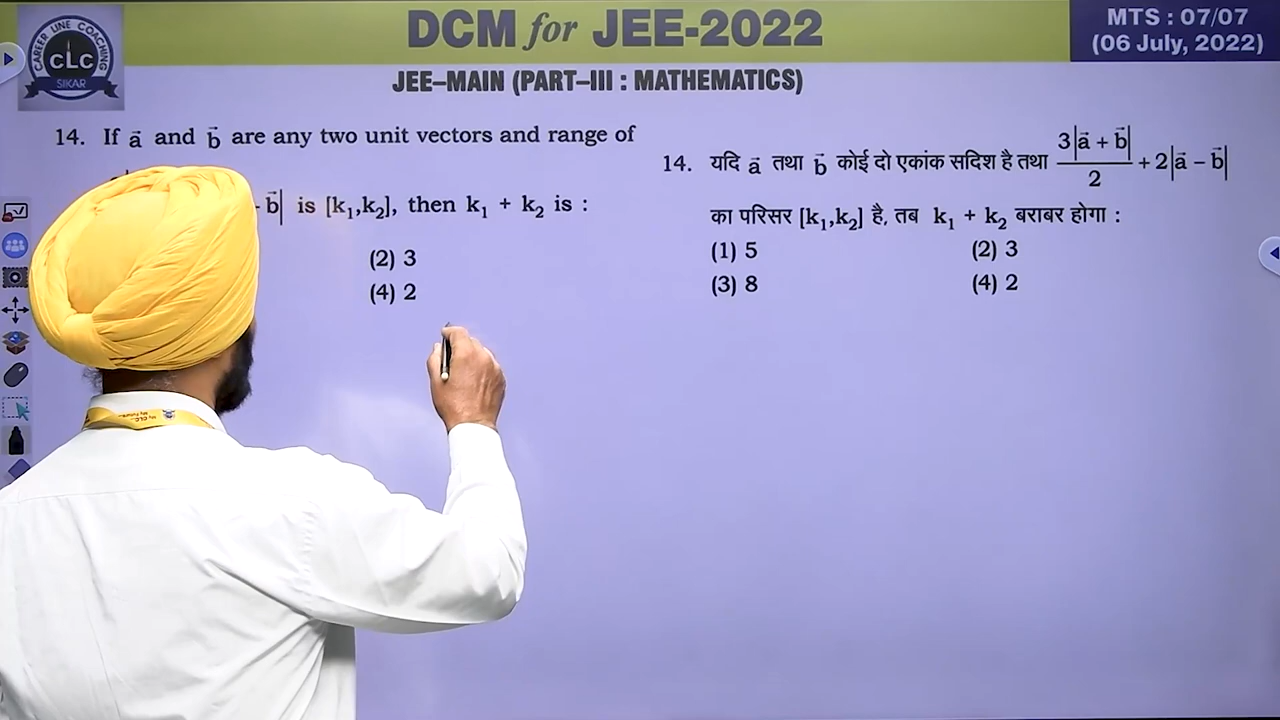 CAREER LINE COACHING
CLC
SIKAR
DCM for JEE-2022
MTS : 07/07
(06 July, 2022)
JEE–MAIN (PART–III : MATHEMATICS)
14. If a⃗ and b⃗ are any two unit vectors and range of
- b⃗| is [k₁,k₂], then k₁ + k₂ is :
(2) 3
(4) 2
14. यदि a⃗ तथा b⃗ कोई दो एकांक सदिश है तथा 3|a⃗ + b⃗|/2 + 2|a⃗ – b⃗|
का परिसर [k₁,k₂] है, तब k₁ + k₂ बराबर होगा :
(1) 5 (2) 3
(3) 8 (4) 2